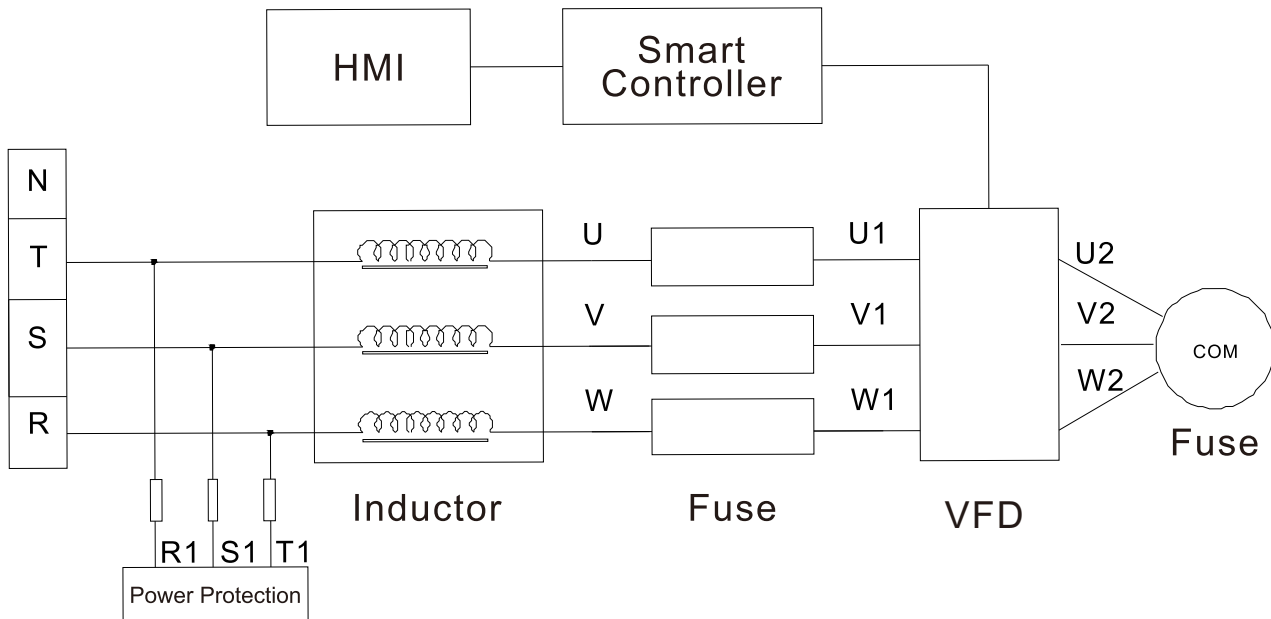 HMI
Smart
Controller
N
T
S
R
U
V
W
U1
V1
W1
U2
V2
W2
COM
Fuse
Inductor
Fuse
VFD
R1
S1
T1
Power Protection